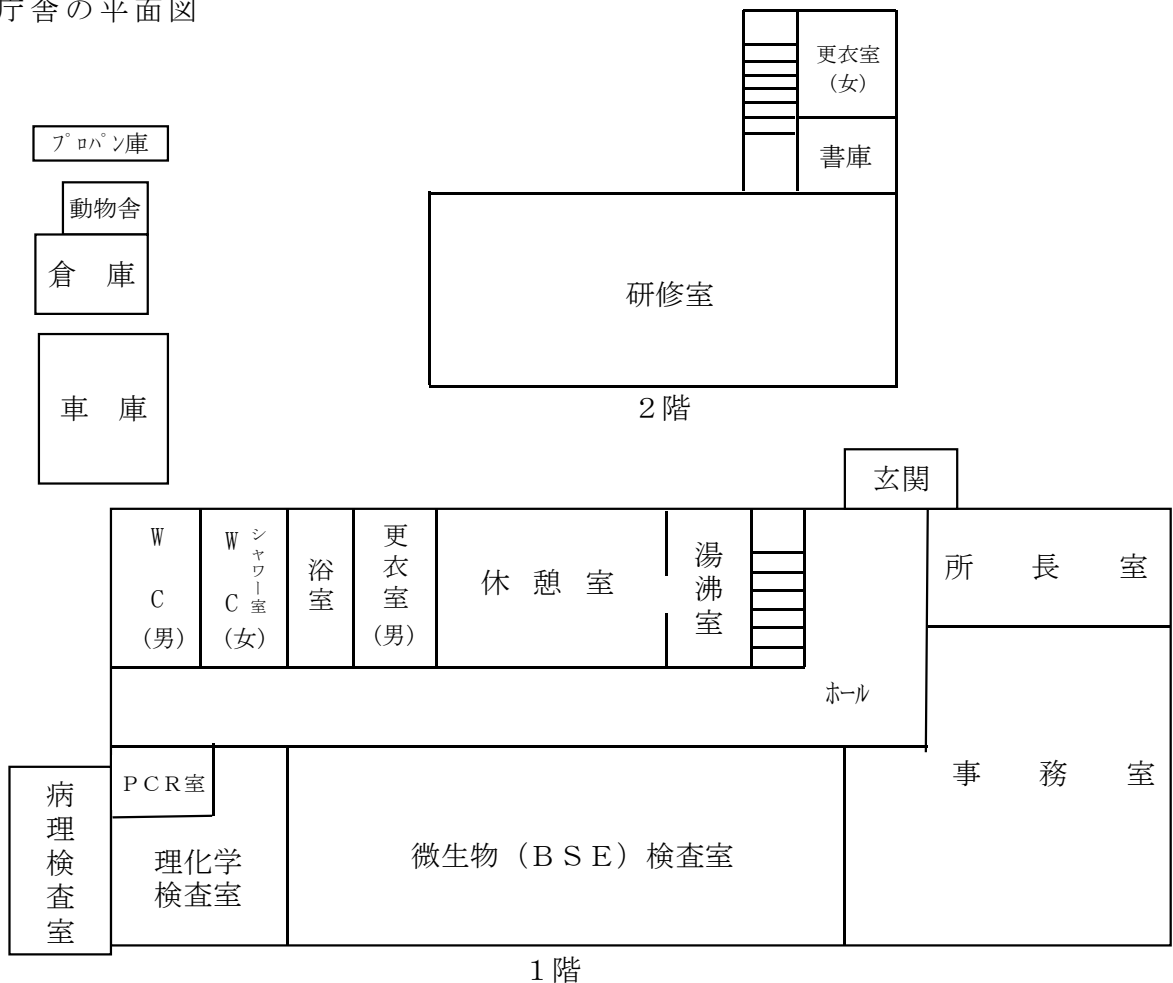 庁舎の平面図
更衣室
(女)
書庫
研修室
2階
プロパン庫
動物舎
倉 庫
車 庫
玄関
WC
(男)
シャワー室
WC
(女)
浴室
更衣室
(男)
休憩室
湯沸室
所長室
ホール
事務室
病理検査室
PCR室
理化学
検査室
微生物(BSE)検査室
1階